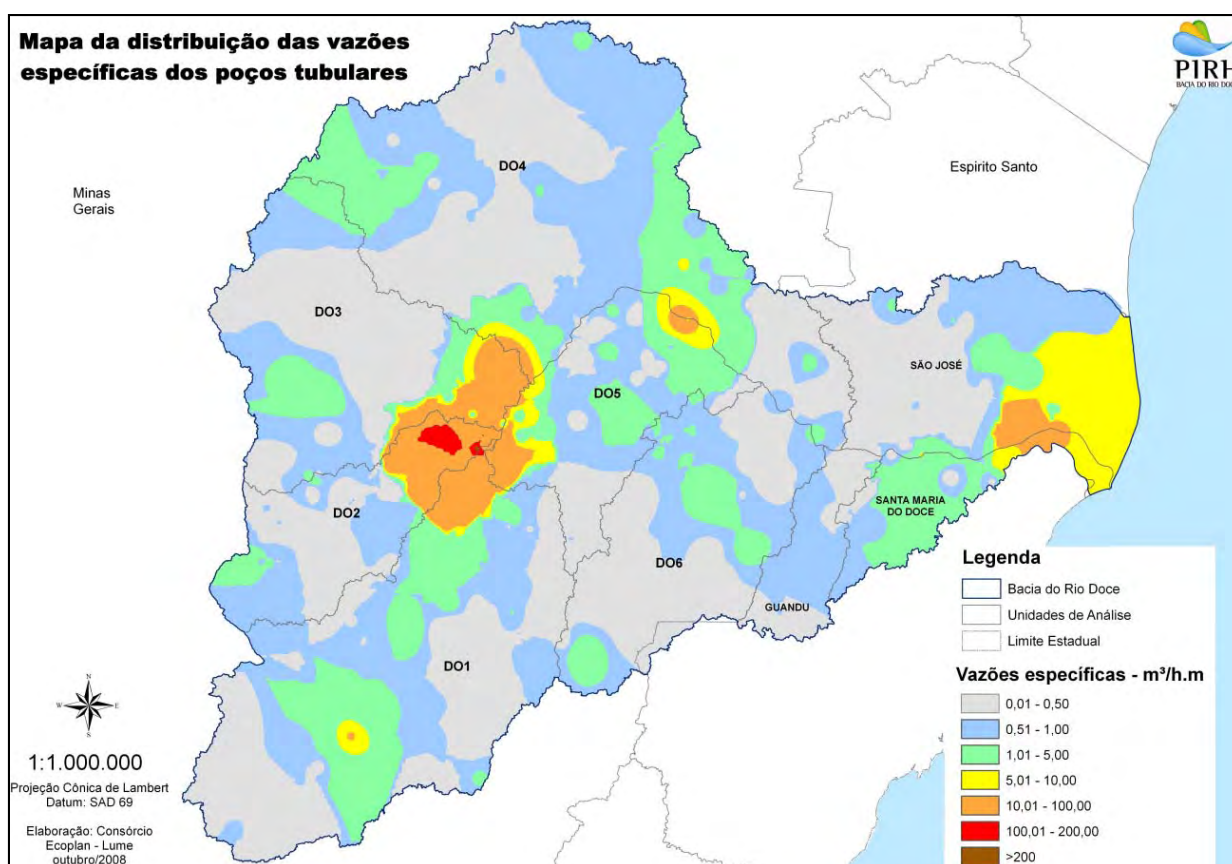 Mapa da distribuição das vazões
específicas dos poços tubulares
PIRH
BACIA DO RIO DOCE
Minas
Gerais
Espirito Santo
DO4
DO3
SÃO JOSÉ
DO5
DO2
SANTA MARIA
DO DOCE
DO6
GUANDU
DO1
N
W
E
S
1:1.000.000
Projeção Cônica de Lambert
Datum: SAD 69
Elaboração: Consórcio
Ecoplan - Lume
outubro/2008
Legenda
Bacia do Rio Doce
Unidades de Análise
Limite Estadual
Vazões específicas - m³/h.m
0,01 - 0,50
0,51 - 1,00
1,01 - 5,00
5,01 - 10,00
10,01 - 100,00
100,01 - 200,00
>200